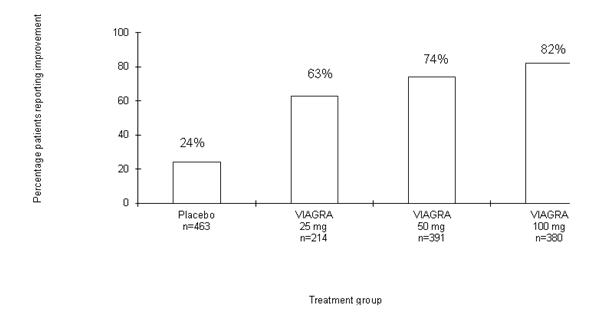 Percentage patients reporting improvement
100
80
60
40
20
0
24%
63%
74%
82%
Placebo
n=463
VIAGRA
25 mg
n=214
VIAGRA
50 mg
n=391
VIAGRA
100 mg
n=380
Treatment group